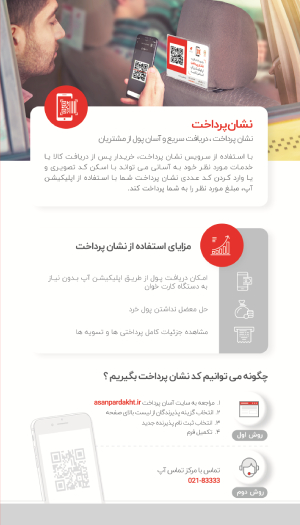 نشان‌پرداخت
نشان پرداخت ، دریافت سریع و آسان پول از مشتریان
با استفاده از سرویس نشان پرداخت، خریدار پس از دریافت کالا یا
خدمات مورد نظر خود به آسانی می تواند با اسکن کد تصویری و
یا وارد کردن کد عددی نشان پرداخت شما با استفاده از اپلیکیشن
آپ، مبلغ مورد نظر را به شما پرداخت کند.
مزایای استفاده از نشان پرداخت
امکان دریافت پول از طریق اپلیکیشن آپ بدون نیاز
به دستگاه کارت خوان
حل معضل نداشتن پول خرد
مشاهده جزئیات کامل پرداختی ها و تسویه ها
چگونه می توانیم کد نشان پرداخت بگیریم ؟
۱. مراجعه به سایت آسان پرداخت asanpardakht.ir
۲. انتخاب گزینه پذیرندگان از لیست بالای صفحه
۳. انتخاب ثبت نام پذیرنده جدید
۴. تکمیل فرم
روش اول
تماس با مرکز تماس آپ
021-83333
روش دوم